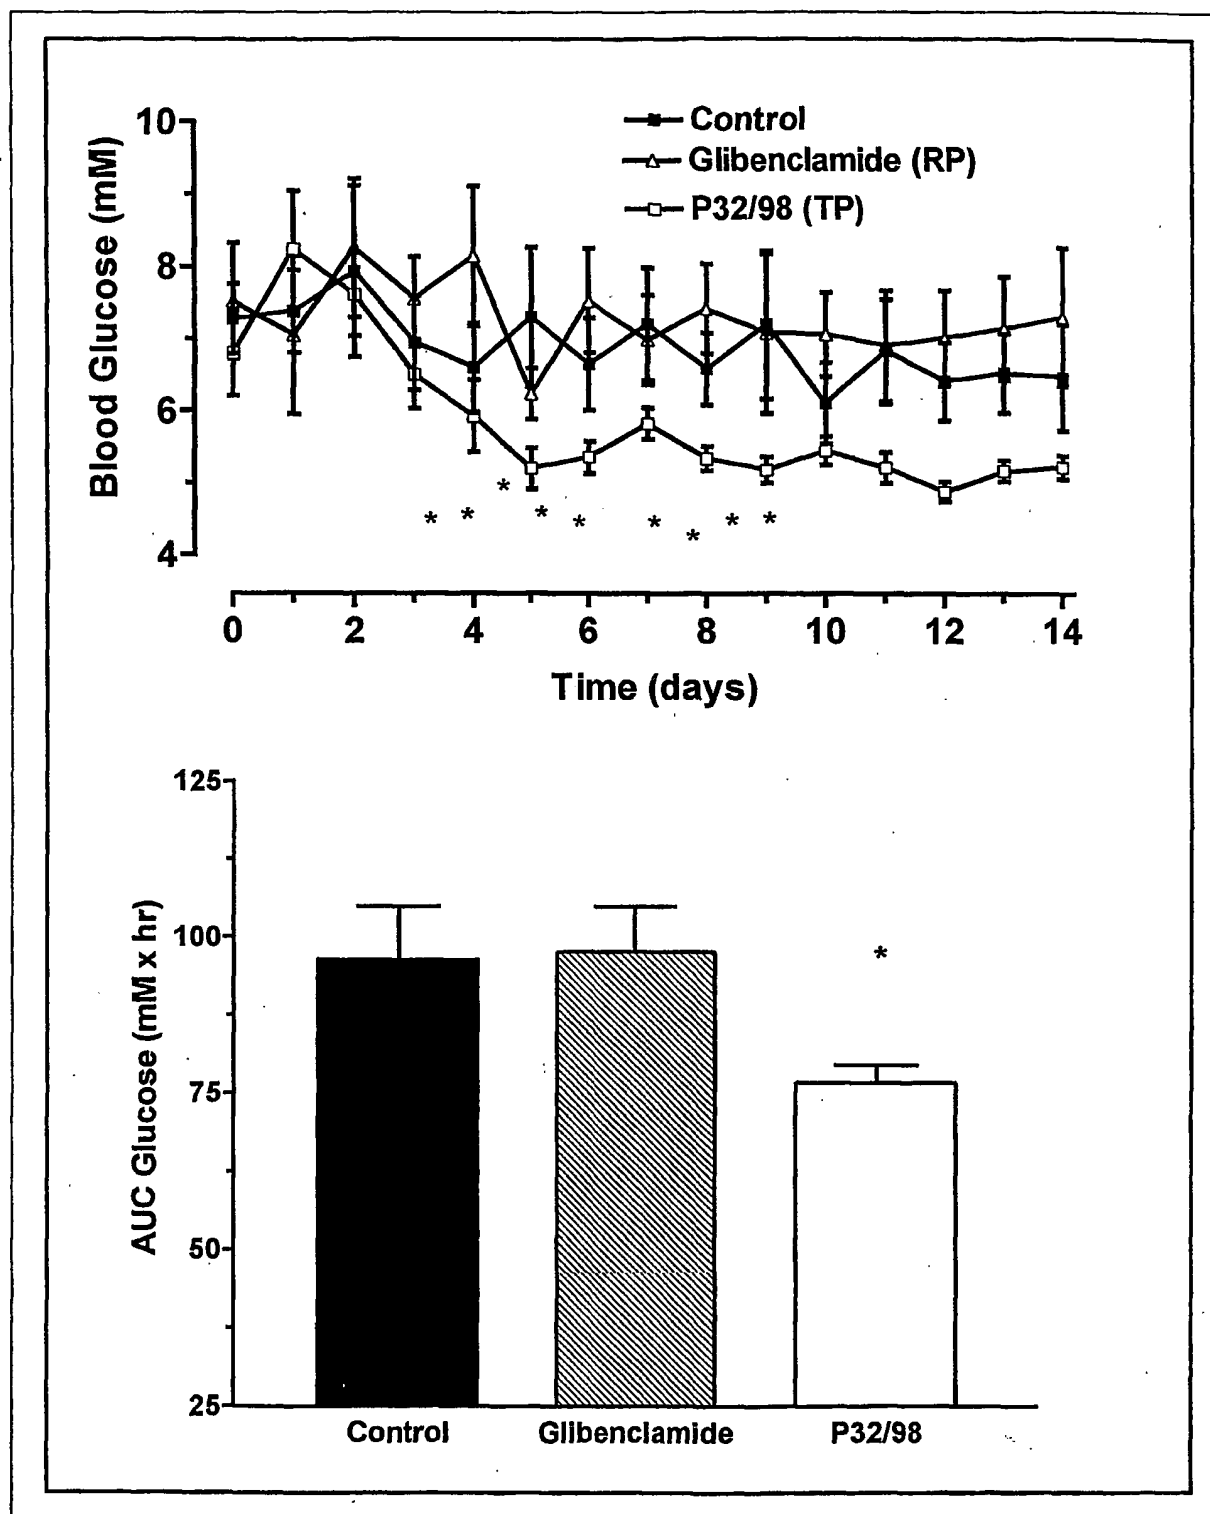 Control
Glibenclamide (RP)
P32/98 (TP)
Blood Glucose (mM)
10
8
6
4
* * * * * * * * *
0 2 4 6 8 10 12 14
Time (days)
AUC Glucose (mM x hr)
125
100
75
50
25
*
Control Glibenclamide P32/98